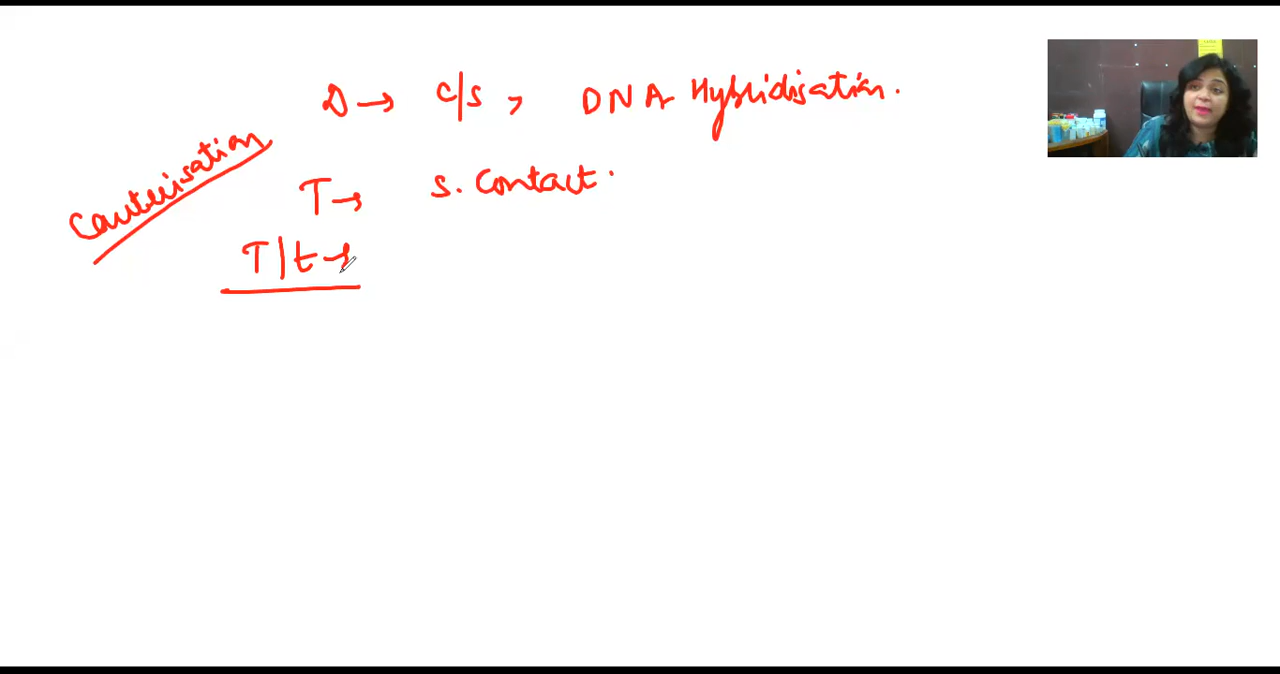 D → C/S, DNA Hybridisation.
Cauterisation
T → S. Contact.
T/t →